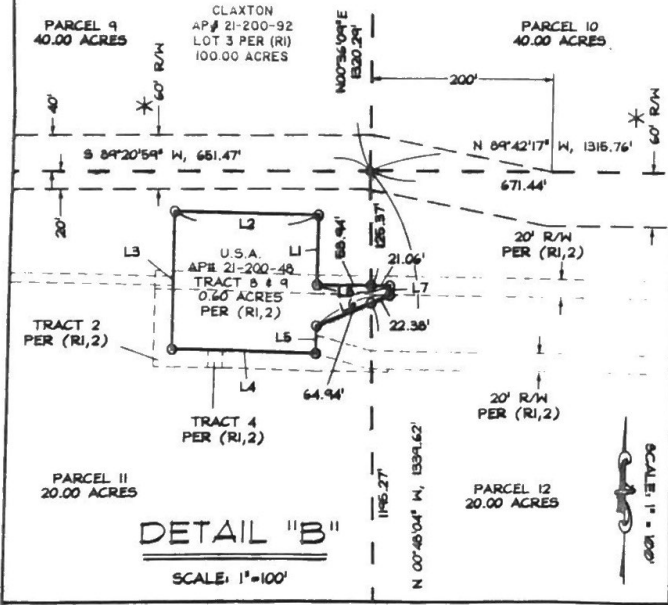 PARCEL 9
40.00 ACRES
CLAXTON
AP# 21-200-92
LOT 3 PER (R1)
100.00 ACRES
N00°36'09"E
1320.29'
PARCEL 10
40.00 ACRES
200'
40'
* 60' R/W
* 60' R/W
S 89°20'59" W, 651.47'
N 89°42'17" W, 1315.76'
671.44'
20'
125.37'
L2
L3
L1
58.94'
21.06'
20' R/W
PER (R1,2)
U.S.A.
AP# 21-200-48
TRACT 8 & 9
0.60 ACRES
PER (R1,2)
L7
L6
L5
22.38'
TRACT 2
PER (R1,2)
L4
64.94'
TRACT 4
PER (R1,2)
20' R/W
PER (R1,2)
PARCEL 11
20.00 ACRES
1195.27'
N 00°48'04" W, 1339.62'
PARCEL 12
20.00 ACRES
SCALE: 1" = 100'
DETAIL "B"
SCALE: 1"=100'